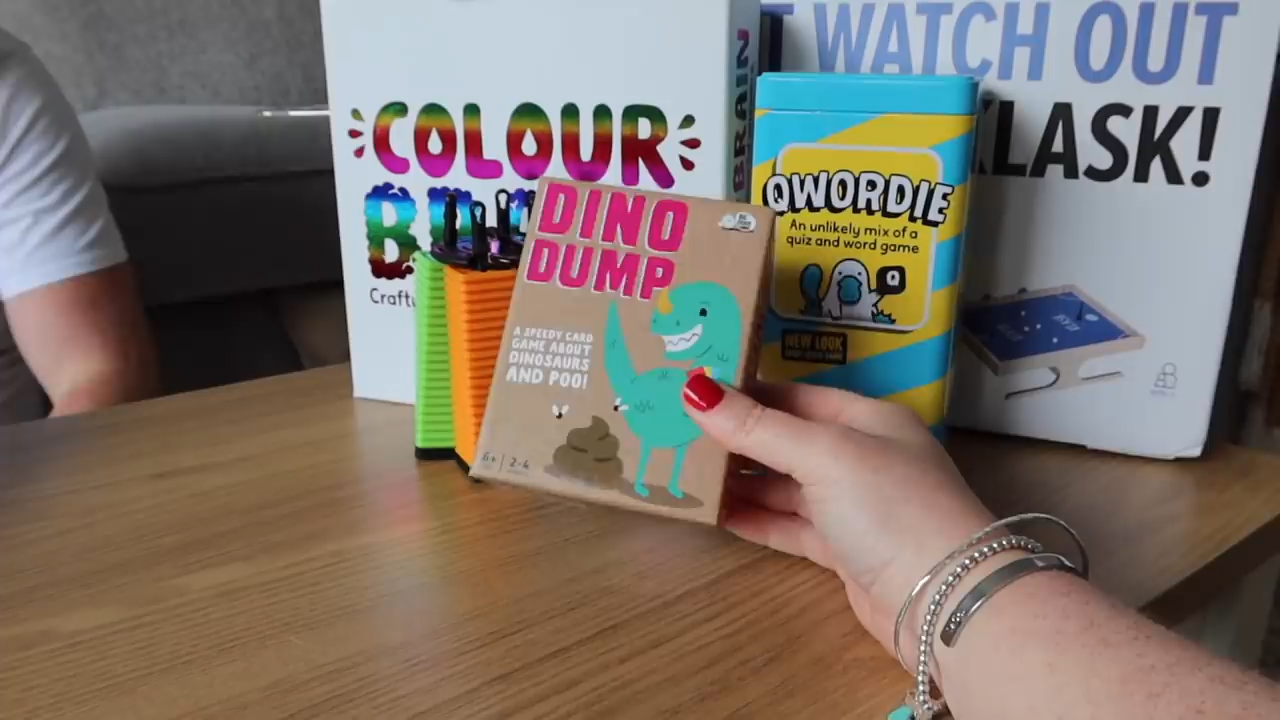 WATCH OUT
KLASK!
COLOUR
BRAIN
Craft
QWORDIE
An unlikely mix of a
quiz and word game
NEW LOOK
DINO
DUMP
A SPEEDY CARD
GAME ABOUT
DINOSAURS
AND POO!
6+ 2-4